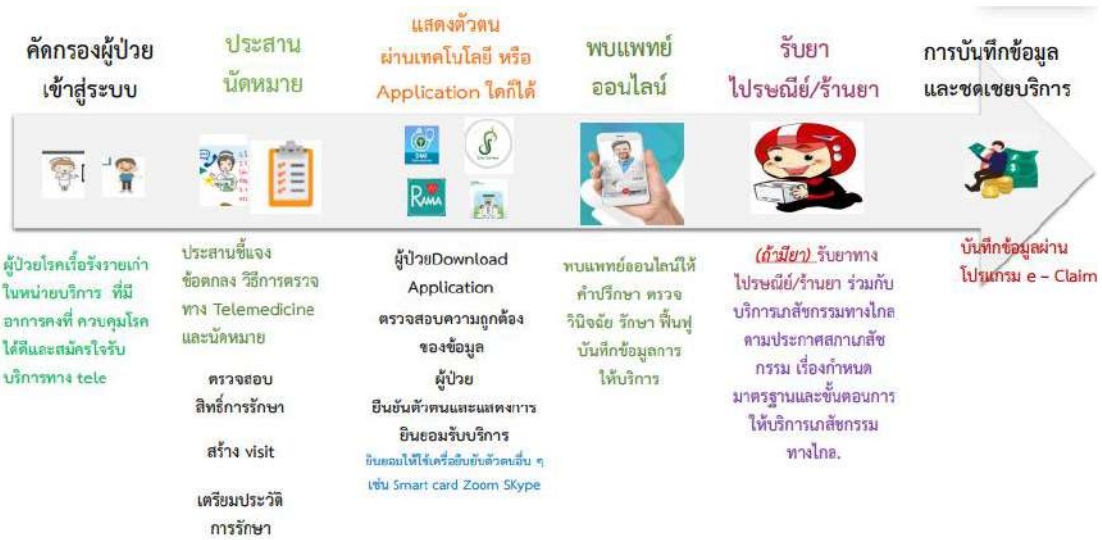 คัดกรองผู้ป่วย
เข้าสู่ระบบ
ประสาน
นัดหมาย
แสดงตัวตน
ผ่านเทคโนโลยี หรือ
Application ใดก็ได้
พบแพทย์
ออนไลน์
รับยา
ไปรษณีย์/ร้านยา
การบันทึกข้อมูล
และชดเชยบริการ
RAMA
ผู้ป่วยโรคเรื้อรังรายเก่า
ในหน่วยบริการ ที่มี
อาการคงที่ ควบคุมโรค
ได้ดีและสมัครใจรับ
บริการทาง tele
ประสานชี้แจง
ข้อตกลง วิธีการตรวจ
ทาง Telemedicine
และนัดหมาย
ตรวจสอบ
สิทธิ์การรักษา
สร้าง visit
เตรียมประวัติ
การรักษา
ผู้ป่วยDownload
Application
ตรวจสอบความถูกต้อง
ของข้อมูล
ผู้ป่วย
ยืนยันตัวตนและแสดงการ
ยินยอมรับบริการ
ยินยอมให้ใช้เครื่อยืบยับตัวตนอื่น ๆ
เช่น Smart card Zoom SKype
พบแพทย์ออนไลน์ให้
คำปรึกษา ตรวจ
วินิจฉัย รักษา ฟื้นฟู
บันทึกข้อมูลการ
ให้บริการ
(ถ้ามียา) รับยาทาง
ไปรษณีย์/ร้านยา ร่วมกับ
บริการเภสัชกรรมทางไกล
ตามประกาศสภาเภสัช
กรรม เรื่องกำหนด
มาตรฐานและขั้นตอนการ
ให้บริการเภสัชกรรม
ทางไกล.
บันทึกข้อมูลผ่าน
โปรแกรม e – Claim